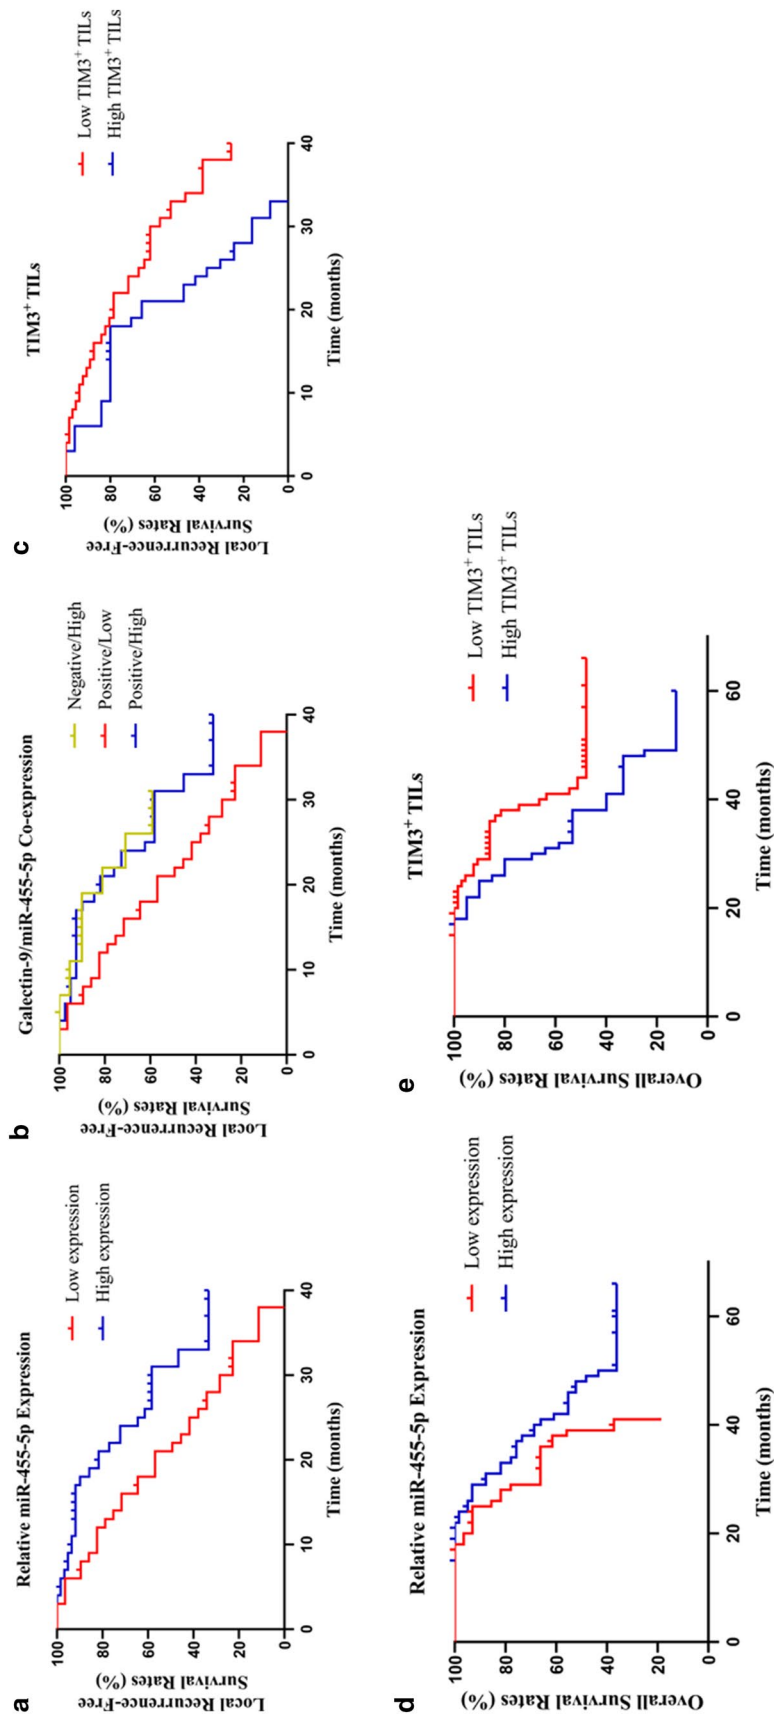 a
Relative miR-455-5p Expression
Local Recurrence-Free
Survival Rates (%)
100
80
60
40
20
0
0
10
20
30
40
Time (months)
Low expression
High expression
b
Galectin-9/miR-455-5p Co-expression
Local Recurrence-Free
Survival Rates (%)
100
80
60
40
20
0
0
10
20
30
40
Time (months)
Negative/High
Positive/Low
Positive/High
c
TIM3+ TILs
Local Recurrence-Free
Survival Rates (%)
100
80
60
40
20
0
0
10
20
30
40
Time (months)
Low TIM3+ TILs
High TIM3+ TILs
d
Relative miR-455-5p Expression
Overall Survival Rates (%)
100
80
60
40
20
0
0
20
40
60
Time (months)
Low expression
High expression
e
TIM3+ TILs
Overall Survival Rates (%)
100
80
60
40
20
0
0
20
40
60
Time (months)
Low TIM3+ TILs
High TIM3+ TILs